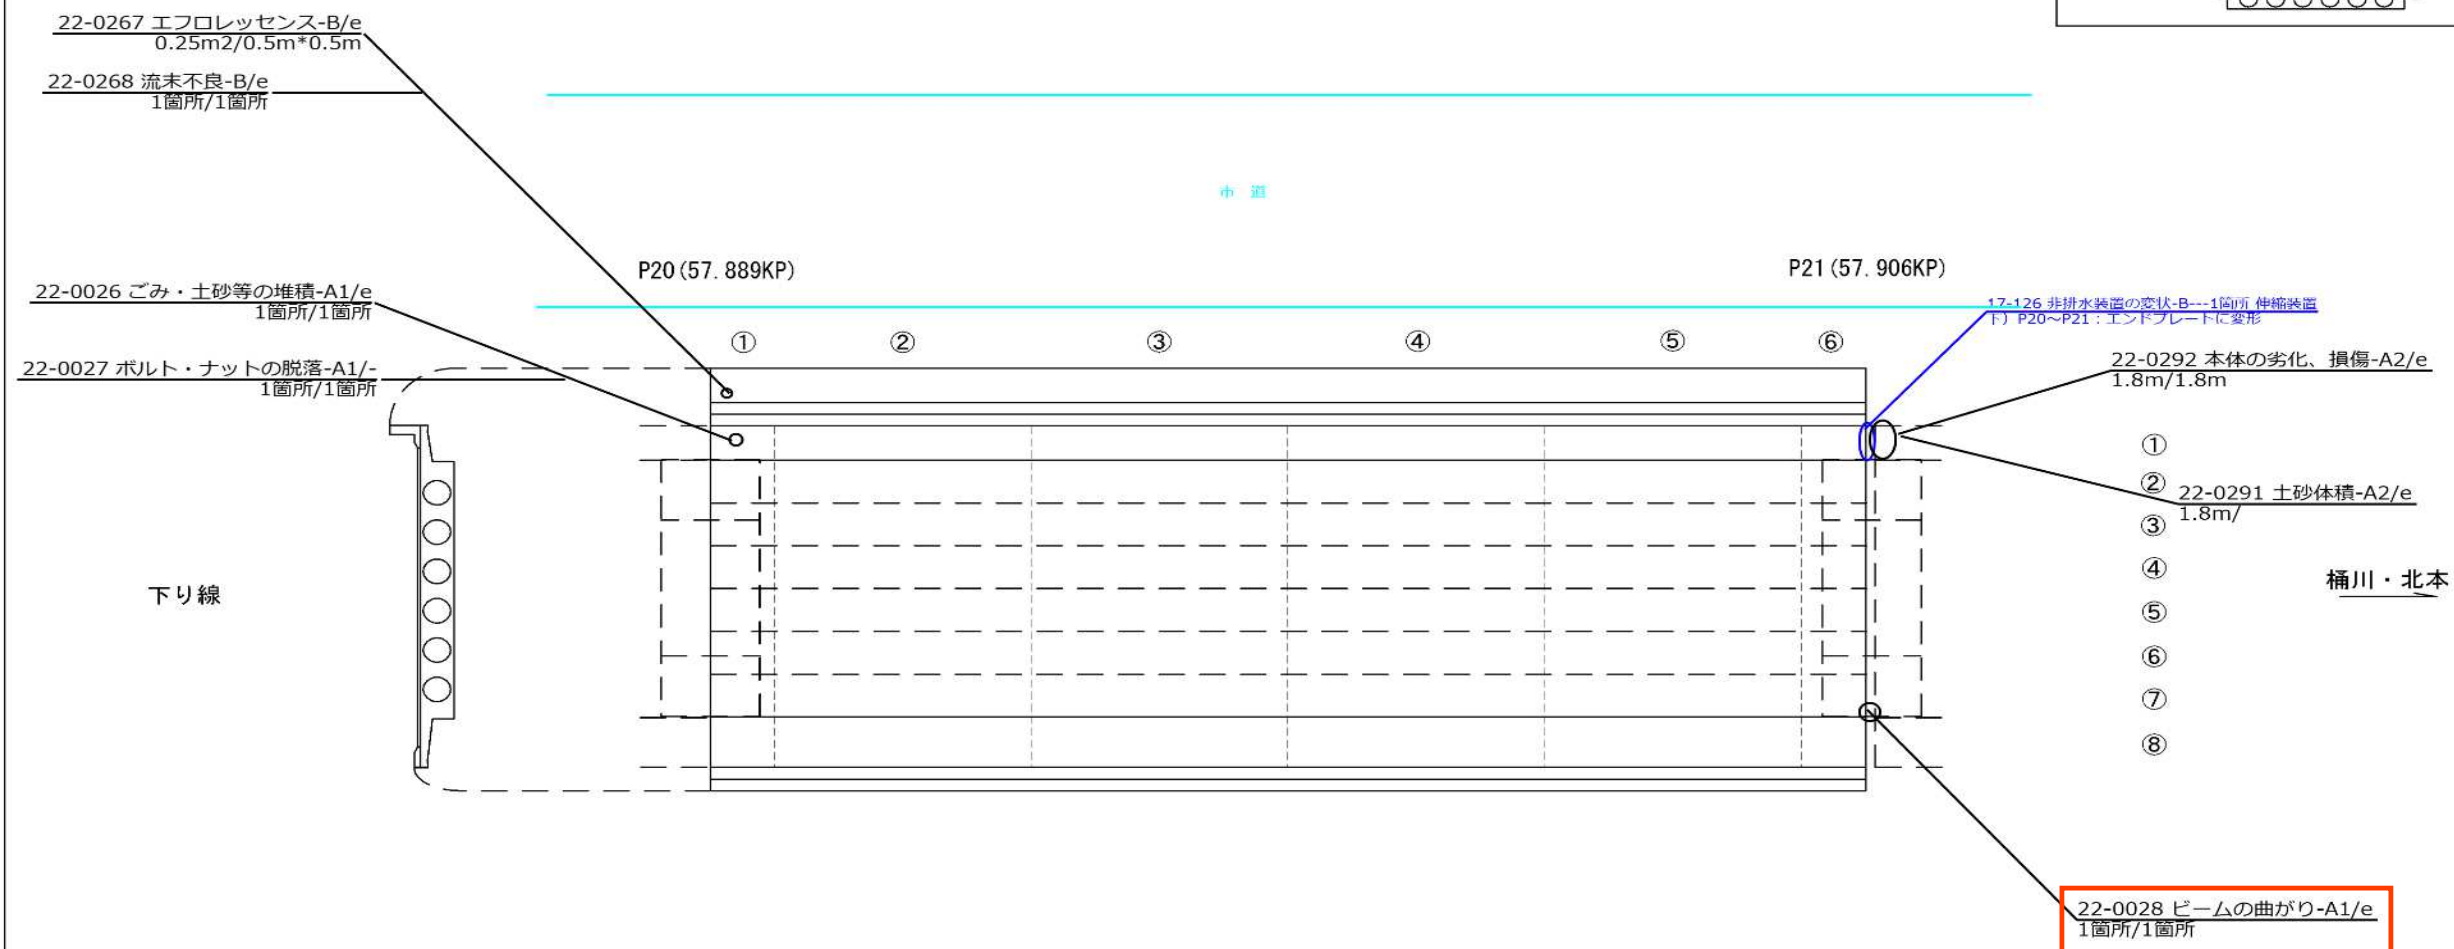 22-0267 エフロレッセンス-B/e
0.25m2/0.5m*0.5m
22-0268 流末不良-B/e
1箇所/1箇所
市 道
P20(57.889KP)
P21(57.906KP)
22-0026 ごみ・土砂等の堆積-A1/e
1箇所/1箇所
17-126 非排水装置の変状-B---1箇所 伸縮装置
下) P20～P21：エンドプレートに変形
① ② ③ ④ ⑤ ⑥
22-0027 ボルト・ナットの脱落-A1/-
1箇所/1箇所
22-0292 本体の劣化、損傷-A2/e
1.8m/1.8m
①
②
22-0291 土砂体積-A2/e
1.8m/
③
④
下り線
桶川・北本
⑤
⑥
⑦
⑧
22-0028 ビームの曲がり-A1/e
1箇所/1箇所